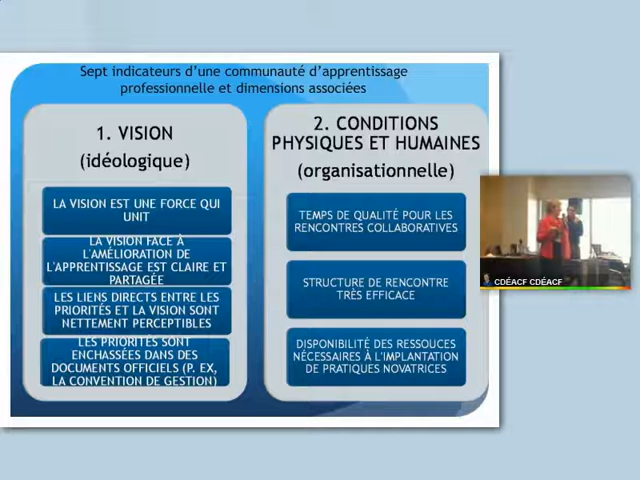 Sept indicateurs d'une communauté d'apprentissage
professionnelle et dimensions associées
1. VISION
(idéologique)
LA VISION EST UNE FORCE QUI
UNIT
LA VISION FACE À
L'AMÉLIORATION DE
L'APPRENTISSAGE EST CLAIRE ET
PARTAGÉE
LES LIENS DIRECTS ENTRE LES
PRIORITÉS ET LA VISION SONT
NETTEMENT PERCEPTIBLES
LES PRIORITÉS SONT
ENCHASSÉES DANS DES
DOCUMENTS OFFICIELS (P. EX,
LA CONVENTION DE GESTION)
2. CONDITIONS
PHYSIQUES ET HUMAINES
(organisationnelle)
TEMPS DE QUALITÉ POUR LES
RENCONTRES COLLABORATIVES
STRUCTURE DE RENCONTRE
TRÈS EFFICACE
DISPONIBILITÉ DES RESSOUCES
NÉCESSAIRES À L'IMPLANTATION
DE PRATIQUES NOVATRICES
CDÉACF CDÉACF